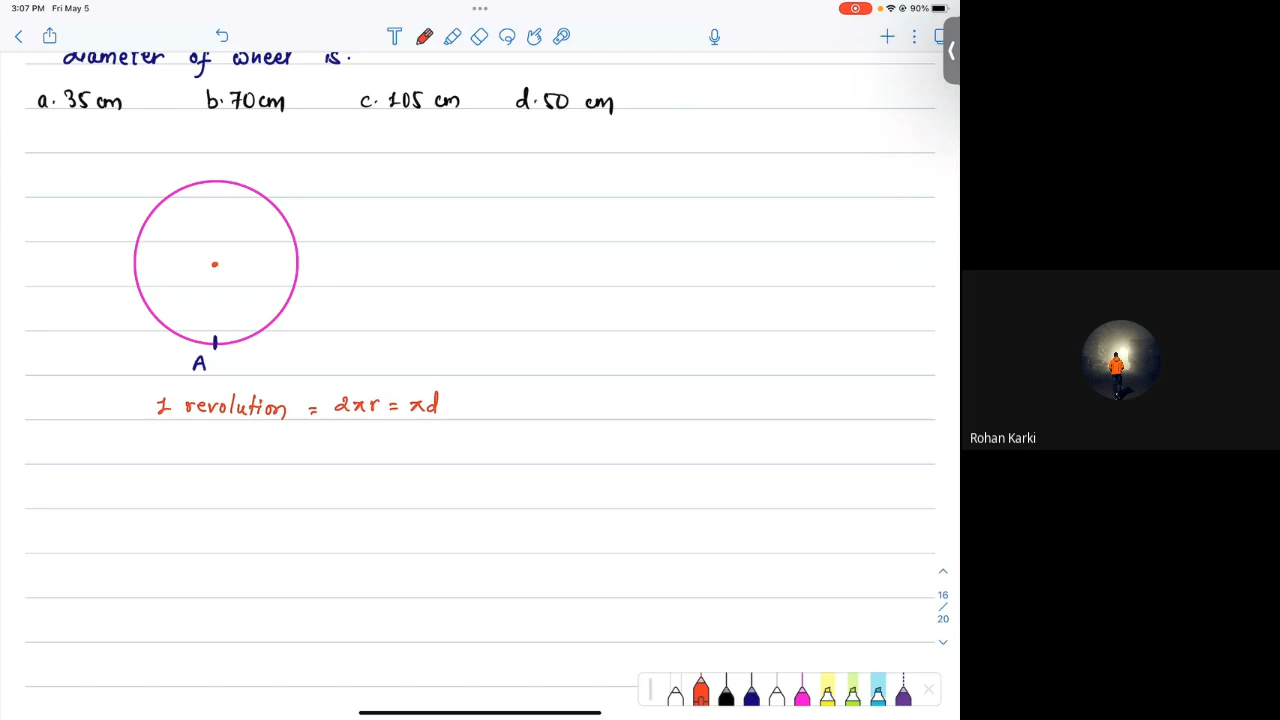 3:07 PM Fri May 5
90%
diameter of wheel is.
a. 35 cm b. 70 cm c. 105 cm d. 50 cm
A
1 revolution = 2πr = πd
Rohan Karki
16
/
20